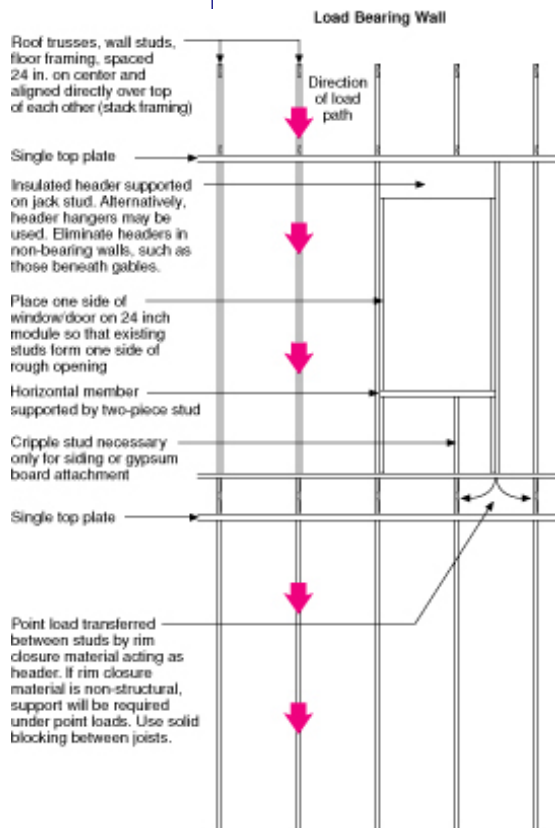 Load Bearing Wall
Roof trusses, wall studs,
floor framing, spaced
24 in. on center and
aligned directly over top
of each other (stack framing)
Direction
of load
path
Single top plate
Insulated header supported
on jack stud. Alternatively,
header hangers may be
used. Eliminate headers in
non-bearing walls, such as
those beneath gables.
Place one side of
window/door on 24 inch
module so that existing
studs form one side of
rough opening
Horizontal member
supported by two-piece stud
Cripple stud necessary
only for siding or gypsum
board attachment
Single top plate
Point load transferred
between studs by rim
closure material acting as
header. If rim closure
material is non-structural,
support will be required
under point loads. Use solid
blocking between joists.